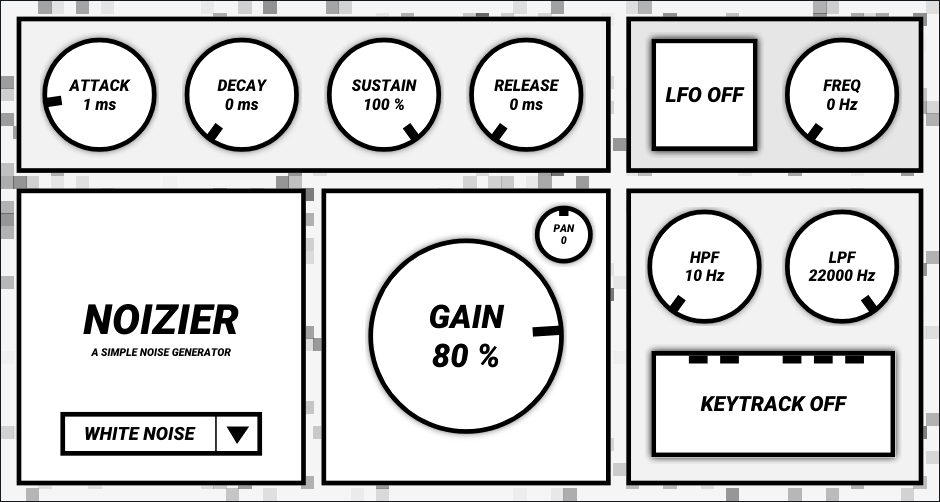 ATTACK
1 ms
DECAY
0 ms
SUSTAIN
100 %
RELEASE
0 ms
LFO OFF
FREQ
0 Hz
NOIZIER
A SIMPLE NOISE GENERATOR
WHITE NOISE
PAN
0
GAIN
80 %
HPF
10 Hz
LPF
22000 Hz
KEYTRACK OFF